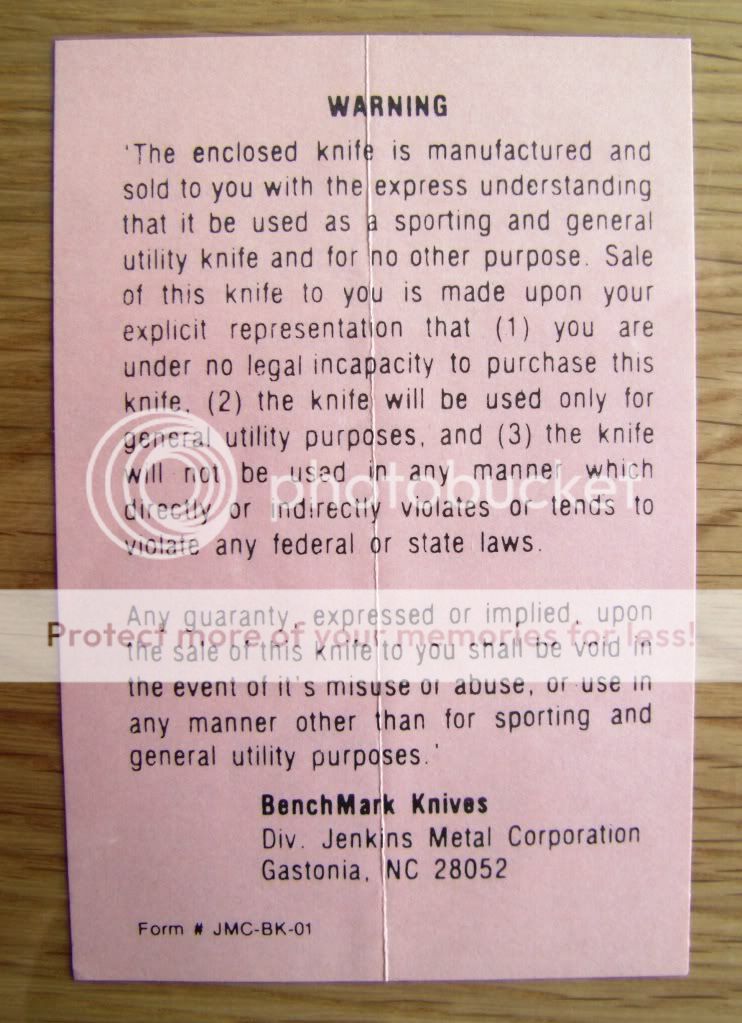 WARNING
'The enclosed knife is manufactured and
sold to you with the express understanding
that it be used as a sporting and general
utility knife and for no other purpose. Sale
of this knife to you is made upon your
explicit representation that (1) you are
under no legal incapacity to purchase this
knife, (2) the knife will be used only for
general utility purposes, and (3) the knife
will not be used in any manner which
directly or indirectly violates or tends to
violate any federal or state laws.
photobucket
Any guaranty, expressed or implied, upon
Protect more of your memories for less!
the sale of this knife to you shall be void in
the event of it's misuse or abuse, or use in
any manner other than for sporting and
general utility purposes.'
BenchMark Knives
Div. Jenkins Metal Corporation
Gastonia, NC 28052
Form # JMC-BK-01